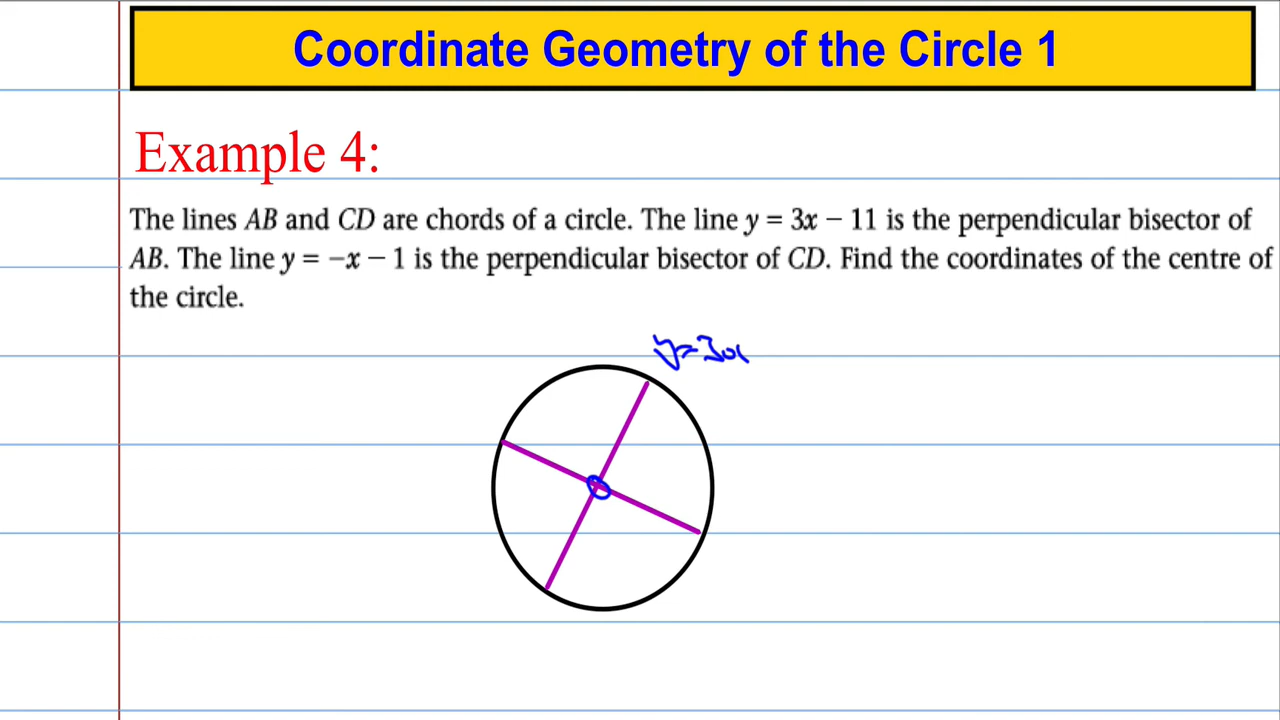 Coordinate Geometry of the Circle 1
Example 4:
The lines AB and CD are chords of a circle. The line y = 3x − 11 is the perpendicular bisector of
AB. The line y = −x − 1 is the perpendicular bisector of CD. Find the coordinates of the centre of
the circle.
y=3x